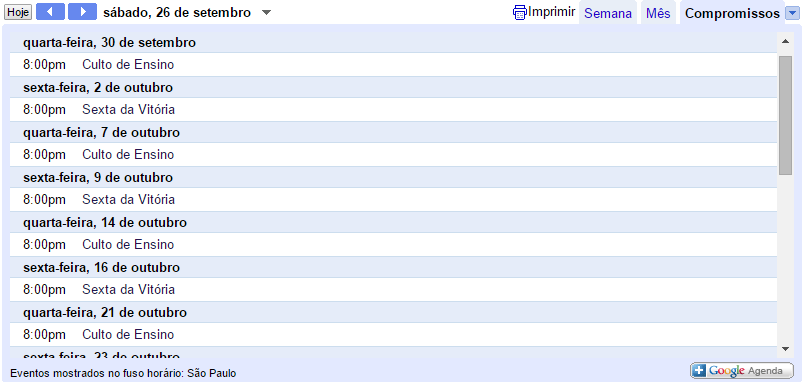 Hoje sábado, 26 de setembro Imprimir Semana Mês Compromissos
quarta-feira, 30 de setembro
8:00pm Culto de Ensino
sexta-feira, 2 de outubro
8:00pm Sexta da Vitória
quarta-feira, 7 de outubro
8:00pm Culto de Ensino
sexta-feira, 9 de outubro
8:00pm Sexta da Vitória
quarta-feira, 14 de outubro
8:00pm Culto de Ensino
sexta-feira, 16 de outubro
8:00pm Sexta da Vitória
quarta-feira, 21 de outubro
8:00pm Culto de Ensino
sexta-feira, 23 de outubro
Eventos mostrados no fuso horário: São Paulo
Google Agenda